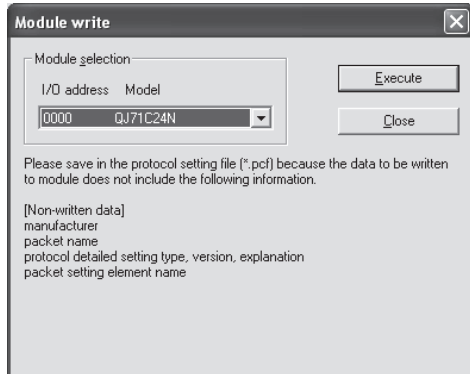 Module write
Module selection
I/O address Model
0000 QJ71C24N
Execute
Close
Please save in the protocol setting file (*.pcf) because the data to be written
to module does not include the following information.
[Non-written data]
manufacturer
packet name
protocol detailed setting type, version, explanation
packet setting element name